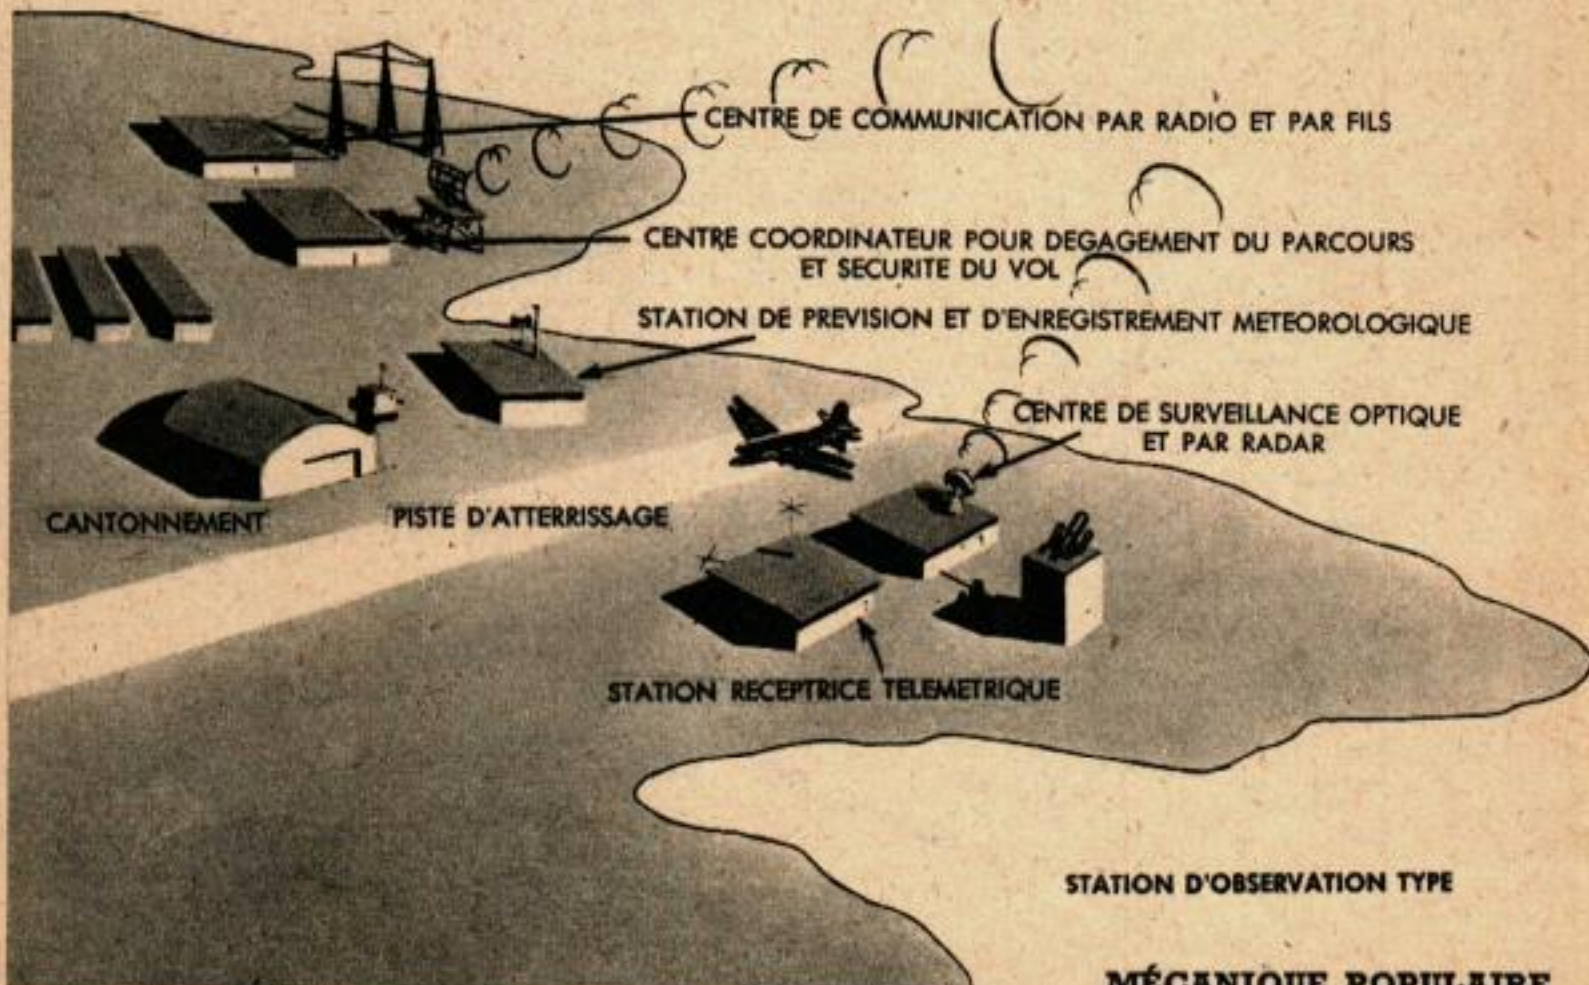 CENTRE DE COMMUNICATION PAR RADIO ET PAR FILS
CENTRE COORDINATEUR POUR DEGAGEMENT DU PARCOURS
ET SECURITE DU VOL
STATION DE PREVISION ET D'ENREGISTREMENT METEOROLOGIQUE
CENTRE DE SURVEILLANCE OPTIQUE
ET PAR RADAR
CANTONNEMENT
PISTE D'ATTERRISSAGE
STATION RECEPTRICE TELEMETRIQUE
STATION D'OBSERVATION TYPE
MÉCANIQUE POPULAIRE